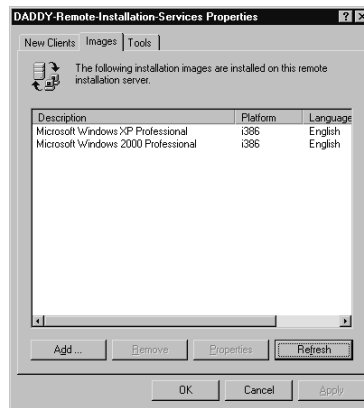 DADDY-Remote-Installation-Services Properties
New Clients Images Tools
The following installation images are installed on this remote
installation server.
Description Platform Language
Microsoft Windows XP Professional i386 English
Microsoft Windows 2000 Professional i386 English
Add ... Remove Properties Refresh
OK Cancel Apply